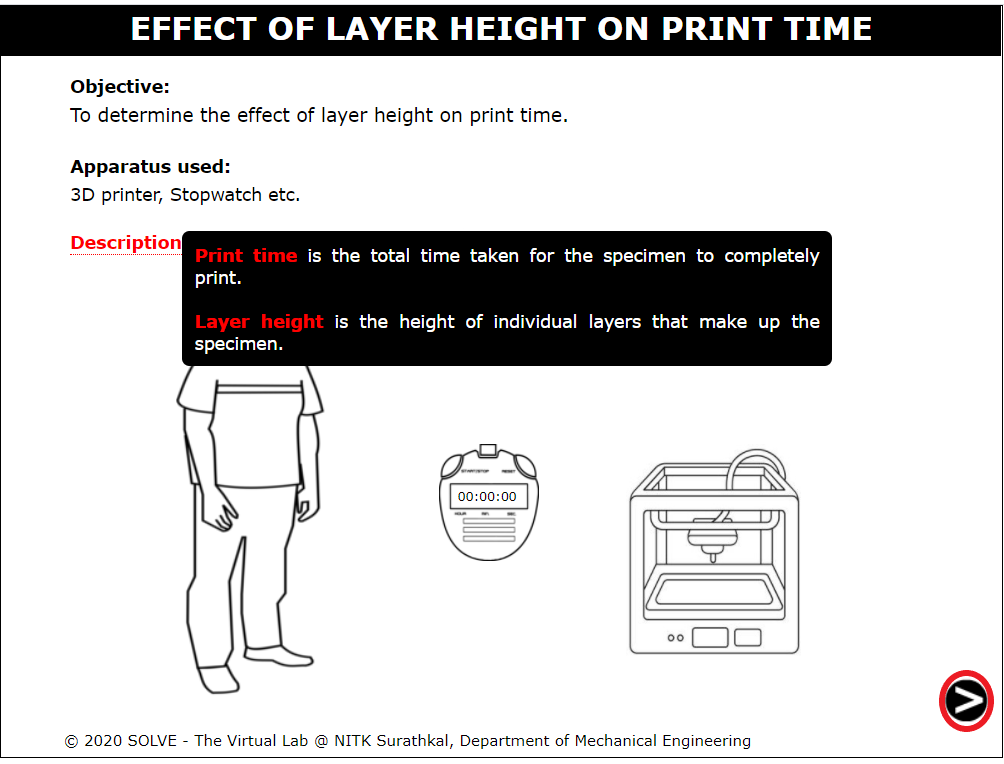 EFFECT OF LAYER HEIGHT ON PRINT TIME
Objective:
To determine the effect of layer height on print time.
Apparatus used:
3D printer, Stopwatch etc.
Description
Print time is the total time taken for the specimen to completely
print.
Layer height is the height of individual layers that make up the
specimen.
START/STOP RESET
00:00:00
HOUR MIN. SEC.
© 2020 SOLVE - The Virtual Lab @ NITK Surathkal, Department of Mechanical Engineering